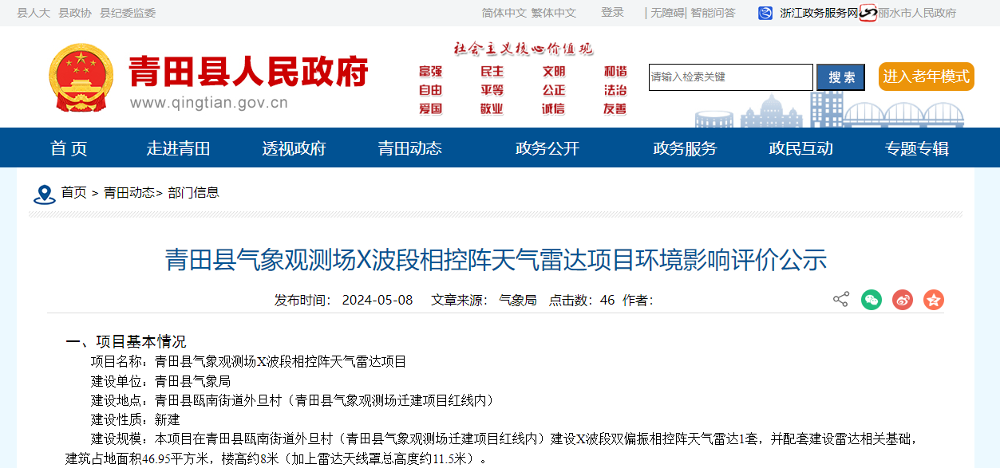 县人大 县政协 县纪委监委 简体中文 繁体中文 登录 | 无障碍| 智能问答 浙江政务服务网 丽水市人民政府
青田县人民政府
www.qingtian.gov.cn
社会主义核心价值观
富强 民主 文明 和谐
自由 平等 公正 法治
爱国 敬业 诚信 友善
请输入检索关键 搜 索 进入老年模式
首 页 走进青田 透视政府 青田动态 政务公开 政务服务 政民互动 专题专辑
首页 > 青田动态> 部门信息
青田县气象观测场X波段相控阵天气雷达项目环境影响评价公示
发布时间： 2024-05-08 文章来源： 气象局 点击数：46 作者：
一、项目基本情况
项目名称：青田县气象观测场X波段相控阵天气雷达项目
建设单位：青田县气象局
建设地点：青田县瓯南街道外旦村（青田县气象观测场迁建项目红线内）
建设性质：新建
建设规模：本项目在青田县瓯南街道外旦村（青田县气象观测场迁建项目红线内）建设X波段双偏振相控阵天气雷达1套，并配套建设雷达相关基础，
建筑占地面积46.95平方米，楼高约8米（加上雷达天线罩总高度约11.5米）。